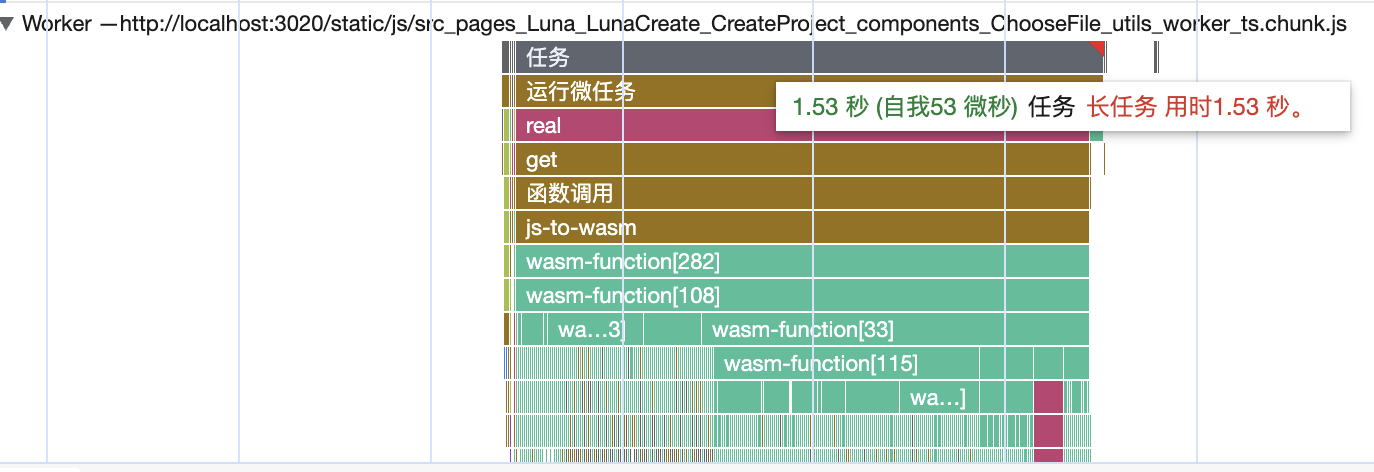 Worker —http://localhost:3020/static/js/src_pages_Luna_LunaCreate_CreateProject_components_ChooseFile_utils_worker_ts.chunk.js
任务
运行微任务
1.53 秒 (自我53 微秒) 任务 长任务 用时1.53 秒。
real
get
函数调用
js-to-wasm
wasm-function[282]
wasm-function[108]
wa…3] wasm-function[33]
wasm-function[115]
wa…]